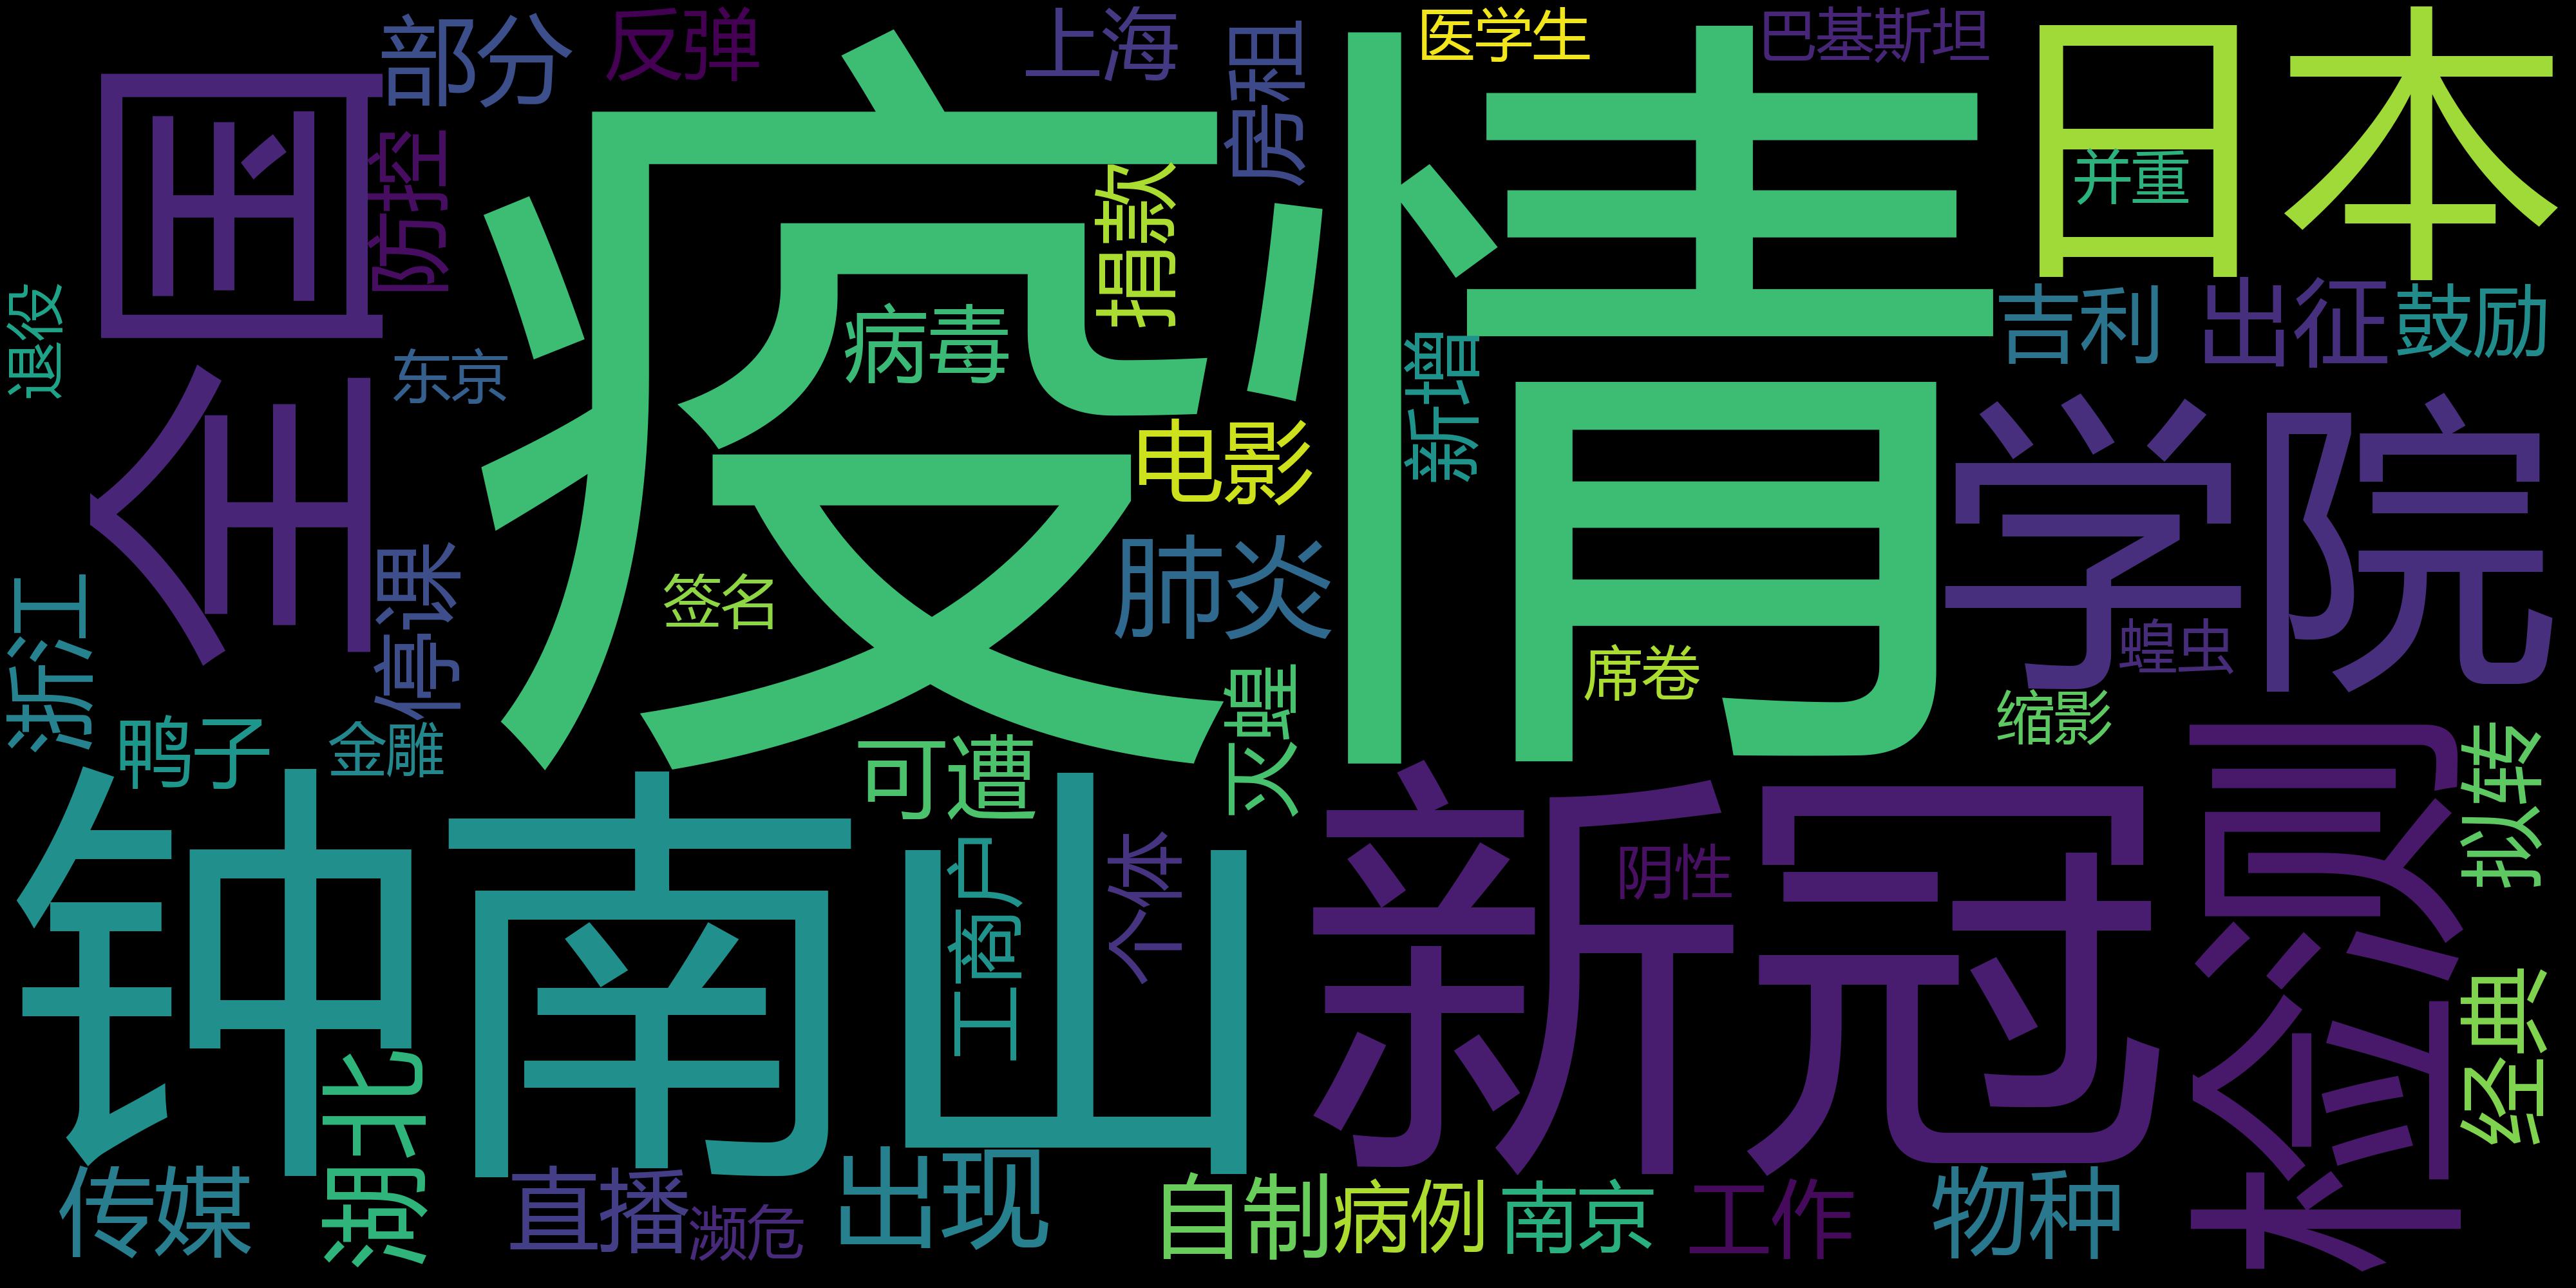 疫情
全国
部分
反弹
上海
房租
医学生
巴基斯坦
日本
并重
防控
捐款
退役
东京
病毒
新增
吉利
出征
鼓励
电影
学院
肺炎
停课
浙江
签名
席卷
蝗虫
缩影
灭蝗
鸭子
金雕
可遭
拟转
钟南山
新冠
检测
工商户
个体
阴性
经典
湖北
传媒
直播
濒危
出现
自制
病例
南京
工作
物种